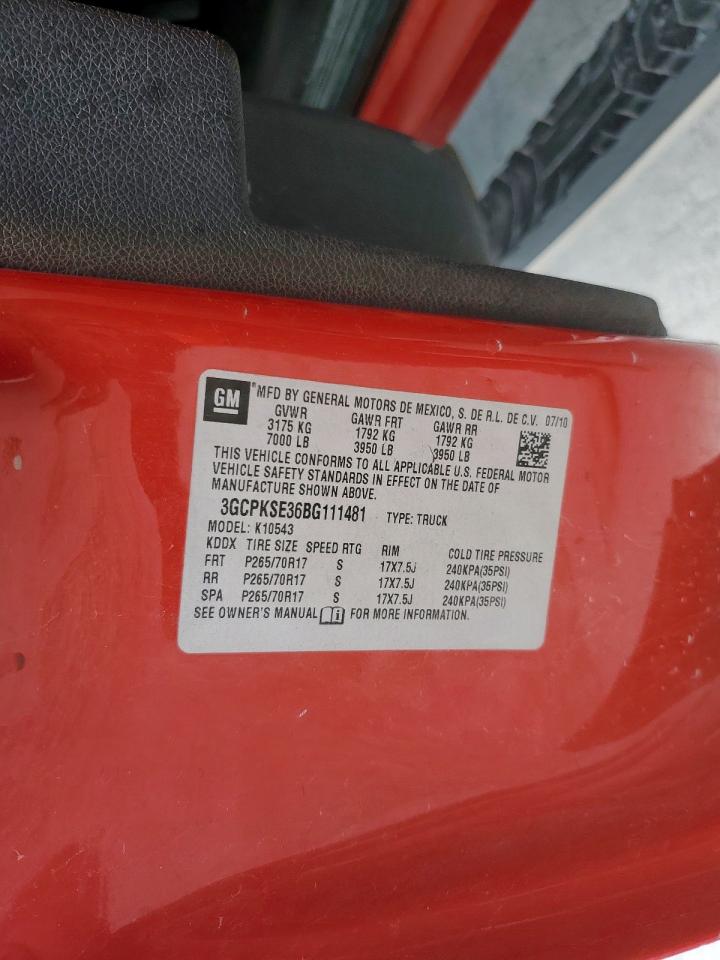 GM ® MFD BY GENERAL MOTORS DE MEXICO, S. DE R.L. DE C.V. 07/10
GVWR GAWR FRT GAWR RR
3175 KG 1792 KG 1792 KG
7000 LB 3950 LB 3950 LB
THIS VEHICLE CONFORMS TO ALL APPLICABLE U.S. FEDERAL MOTOR
VEHICLE SAFETY STANDARDS IN EFFECT ON THE DATE OF
MANUFACTURE SHOWN ABOVE.
3GCPKSE36BG111481 TYPE: TRUCK
MODEL: K10543
KDDX TIRE SIZE SPEED RTG RIM COLD TIRE PRESSURE
FRT P265/70R17 S 17X7.5J 240KPA(35PSI)
RR P265/70R17 S 17X7.5J 240KPA(35PSI)
SPA P265/70R17 S 17X7.5J 240KPA(35PSI)
SEE OWNER'S MANUAL i FOR MORE INFORMATION.